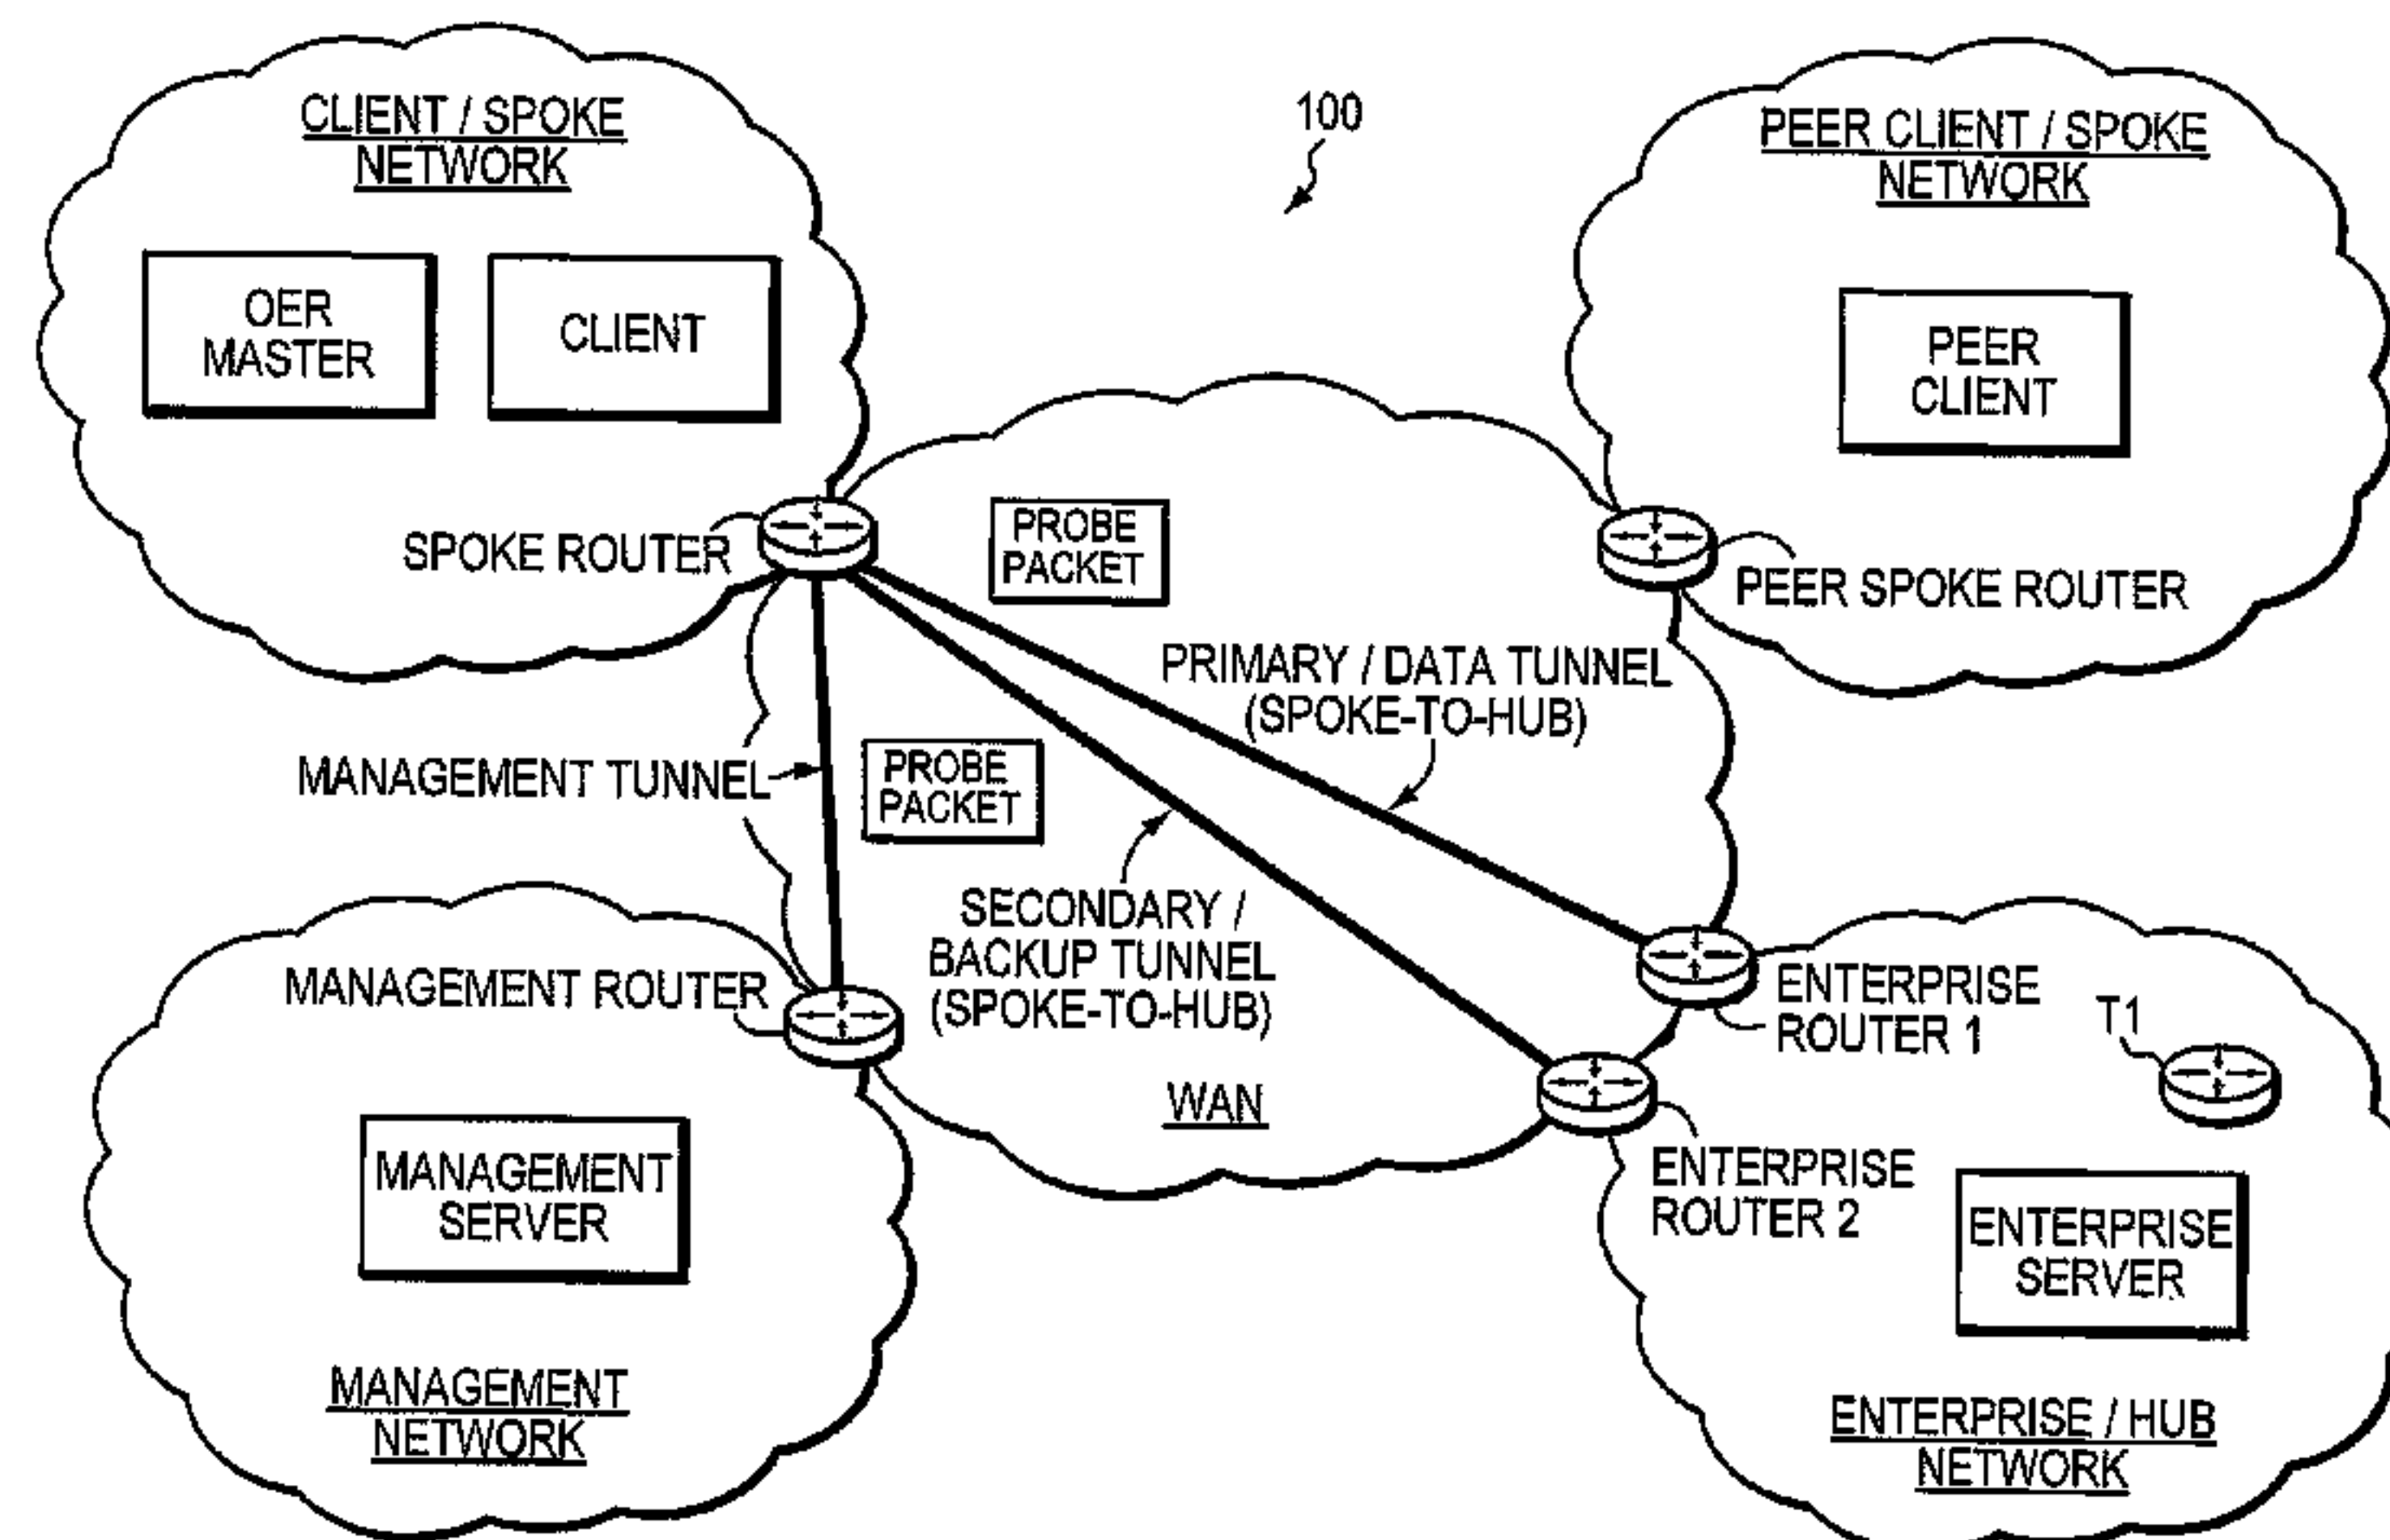 100
CLIENT / SPOKE
NETWORK
OER
MASTER
CLIENT
PEER CLIENT / SPOKE
NETWORK
PEER
CLIENT
SPOKE ROUTER
PROBE
PACKET
PEER SPOKE ROUTER
PRIMARY / DATA TUNNEL
(SPOKE-TO-HUB)
MANAGEMENT TUNNEL
PROBE
PACKET
SECONDARY /
BACKUP TUNNEL
(SPOKE-TO-HUB)
MANAGEMENT ROUTER
ENTERPRISE
ROUTER 1
T1
WAN
MANAGEMENT
SERVER
ENTERPRISE
ROUTER 2
ENTERPRISE
SERVER
MANAGEMENT
NETWORK
ENTERPRISE / HUB
NETWORK